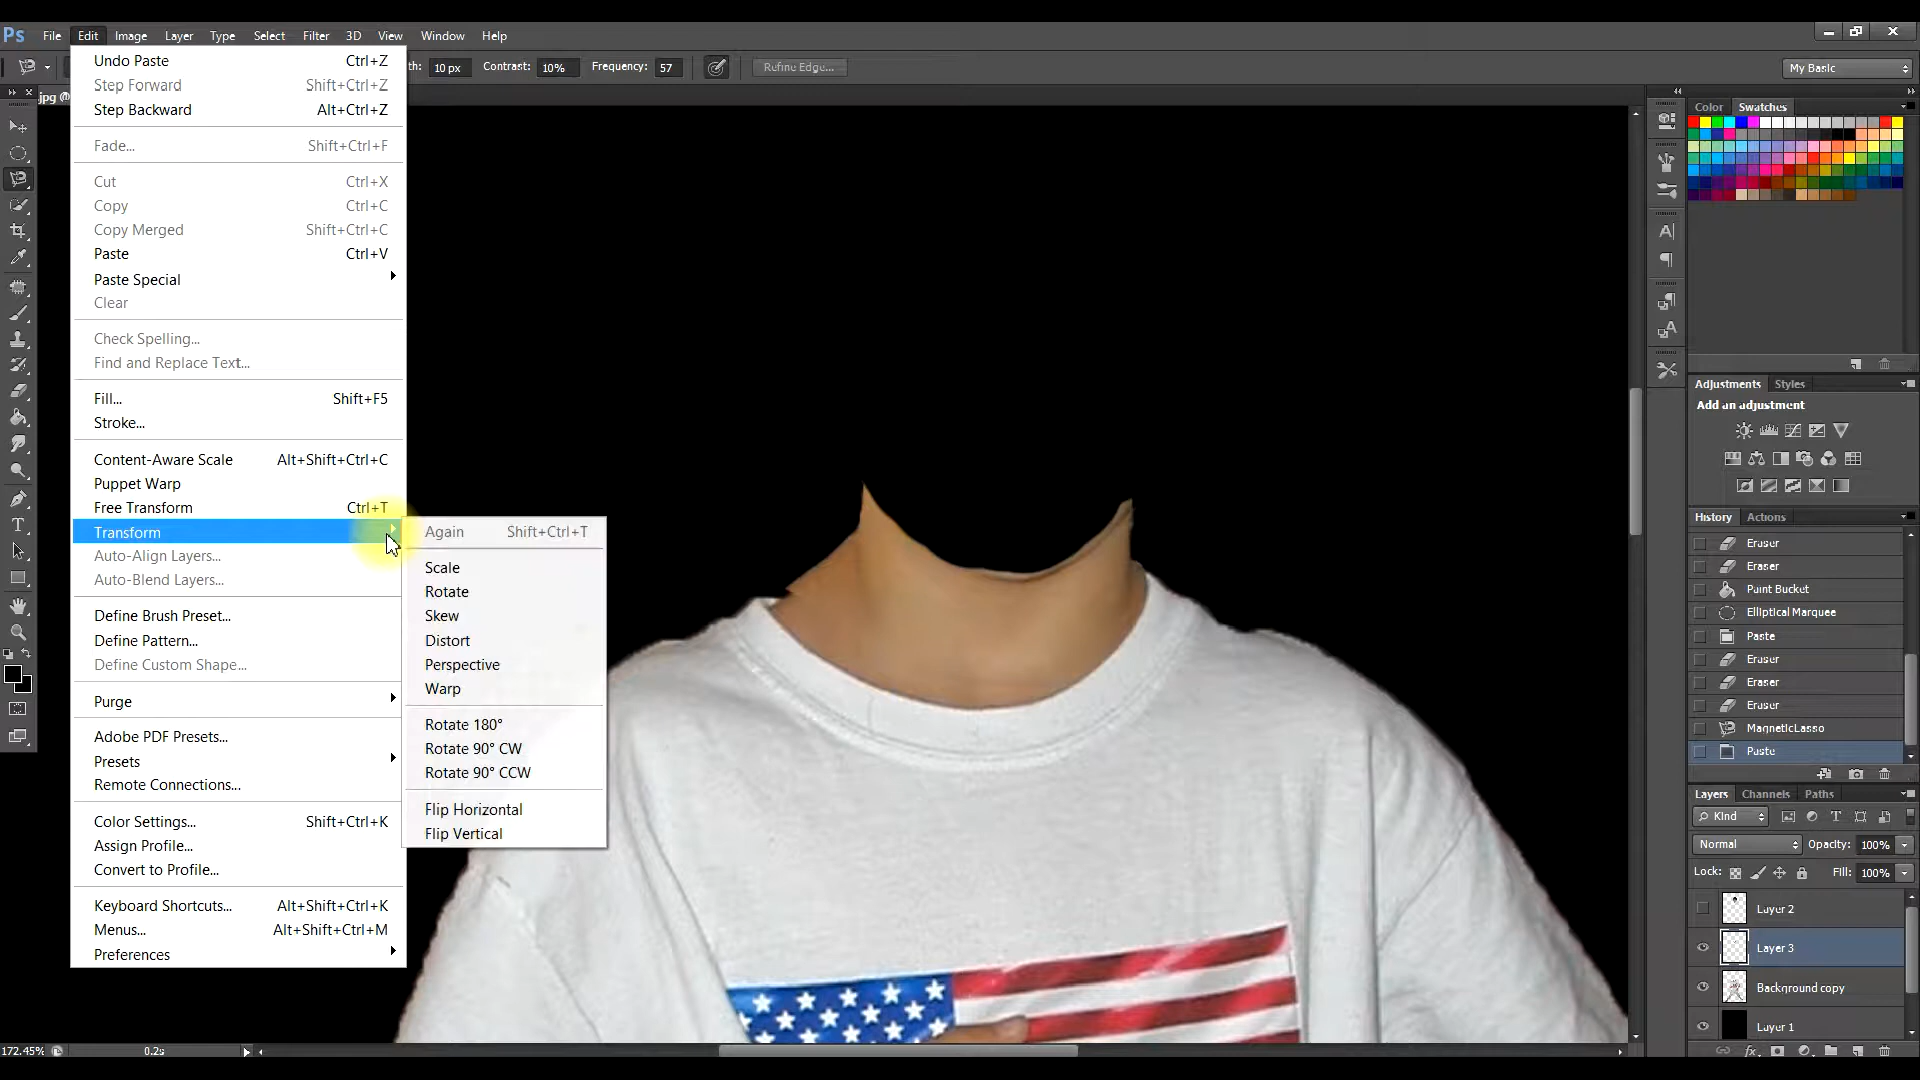 Ps File Edit Image Layer Type Select Filter 3D View Window Help
th: 10 px Contrast: 10% Frequency: 57 Refine Edge... My Basic
.jpg @
Undo Paste Ctrl+Z
Step Forward Shift+Ctrl+Z
Step Backward Alt+Ctrl+Z
Fade... Shift+Ctrl+F
Cut Ctrl+X
Copy Ctrl+C
Copy Merged Shift+Ctrl+C
Paste Ctrl+V
Paste Special
Clear
Check Spelling...
Find and Replace Text...
Fill... Shift+F5
Stroke...
Content-Aware Scale Alt+Shift+Ctrl+C
Puppet Warp
Free Transform Ctrl+T
Transform
Auto-Align Layers...
Auto-Blend Layers...
Define Brush Preset...
Define Pattern...
Define Custom Shape...
Purge
Adobe PDF Presets...
Presets
Remote Connections...
Color Settings... Shift+Ctrl+K
Assign Profile...
Convert to Profile...
Keyboard Shortcuts... Alt+Shift+Ctrl+K
Menus... Alt+Shift+Ctrl+M
Preferences
Again Shift+Ctrl+T
Scale
Rotate
Skew
Distort
Perspective
Warp
Rotate 180°
Rotate 90° CW
Rotate 90° CCW
Flip Horizontal
Flip Vertical
Color Swatches
Adjustments Styles
Add an adjustment
History Actions
Eraser
Eraser
Paint Bucket
Elliptical Marquee
Paste
Eraser
Eraser
Eraser
Magnetic Lasso
Paste
Layers Channels Paths
Kind
Normal Opacity: 100%
Lock: Fill: 100%
Layer 2
Layer 3
Background copy
Layer 1
172.45% 0.2s